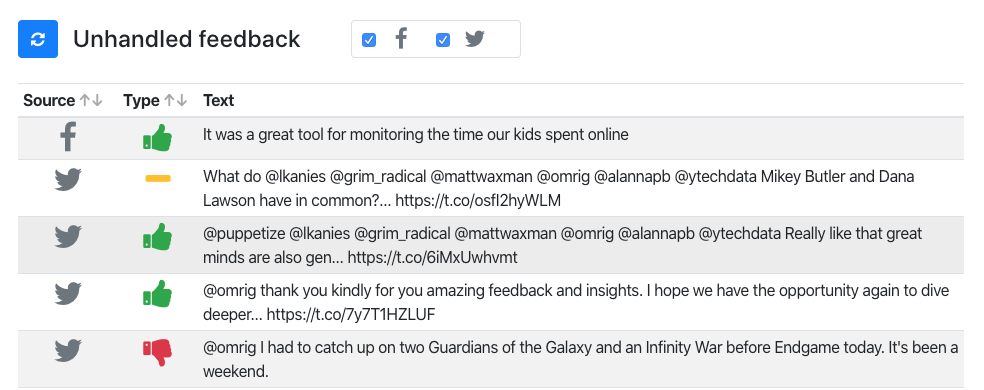 Unhandled feedback
Source Type Text
It was a great tool for monitoring the time our kids spent online
What do @lkanies @grim_radical @mattwaxman @omrig @alannapb @ytechdata Mikey Butler and Dana
Lawson have in common?... https://t.co/osfI2hyWLM
@puppetize @lkanies @grim_radical @mattwaxman @omrig @alannapb @ytechdata Really like that great
minds are also gen... https://t.co/6iMxUwhvmt
@omrig thank you kindly for you amazing feedback and insights. I hope we have the opportunity again to dive
deeper... https://t.co/7y7T1HZLUF
@omrig I had to catch up on two Guardians of the Galaxy and an Infinity War before Endgame today. It's been a
weekend.